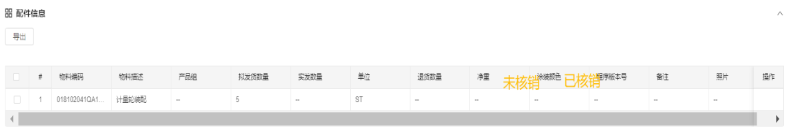 配件信息
导出
# 物料编码 物料描述 产品组 拟发货数量 实发数量 单位 退货数量 净重 未核销 涂装颜色 已核销 程序版本号 备注 照片 操作
1 018102041QA1... 计量轮装配 -- 5 -- ST -- -- -- -- -- --